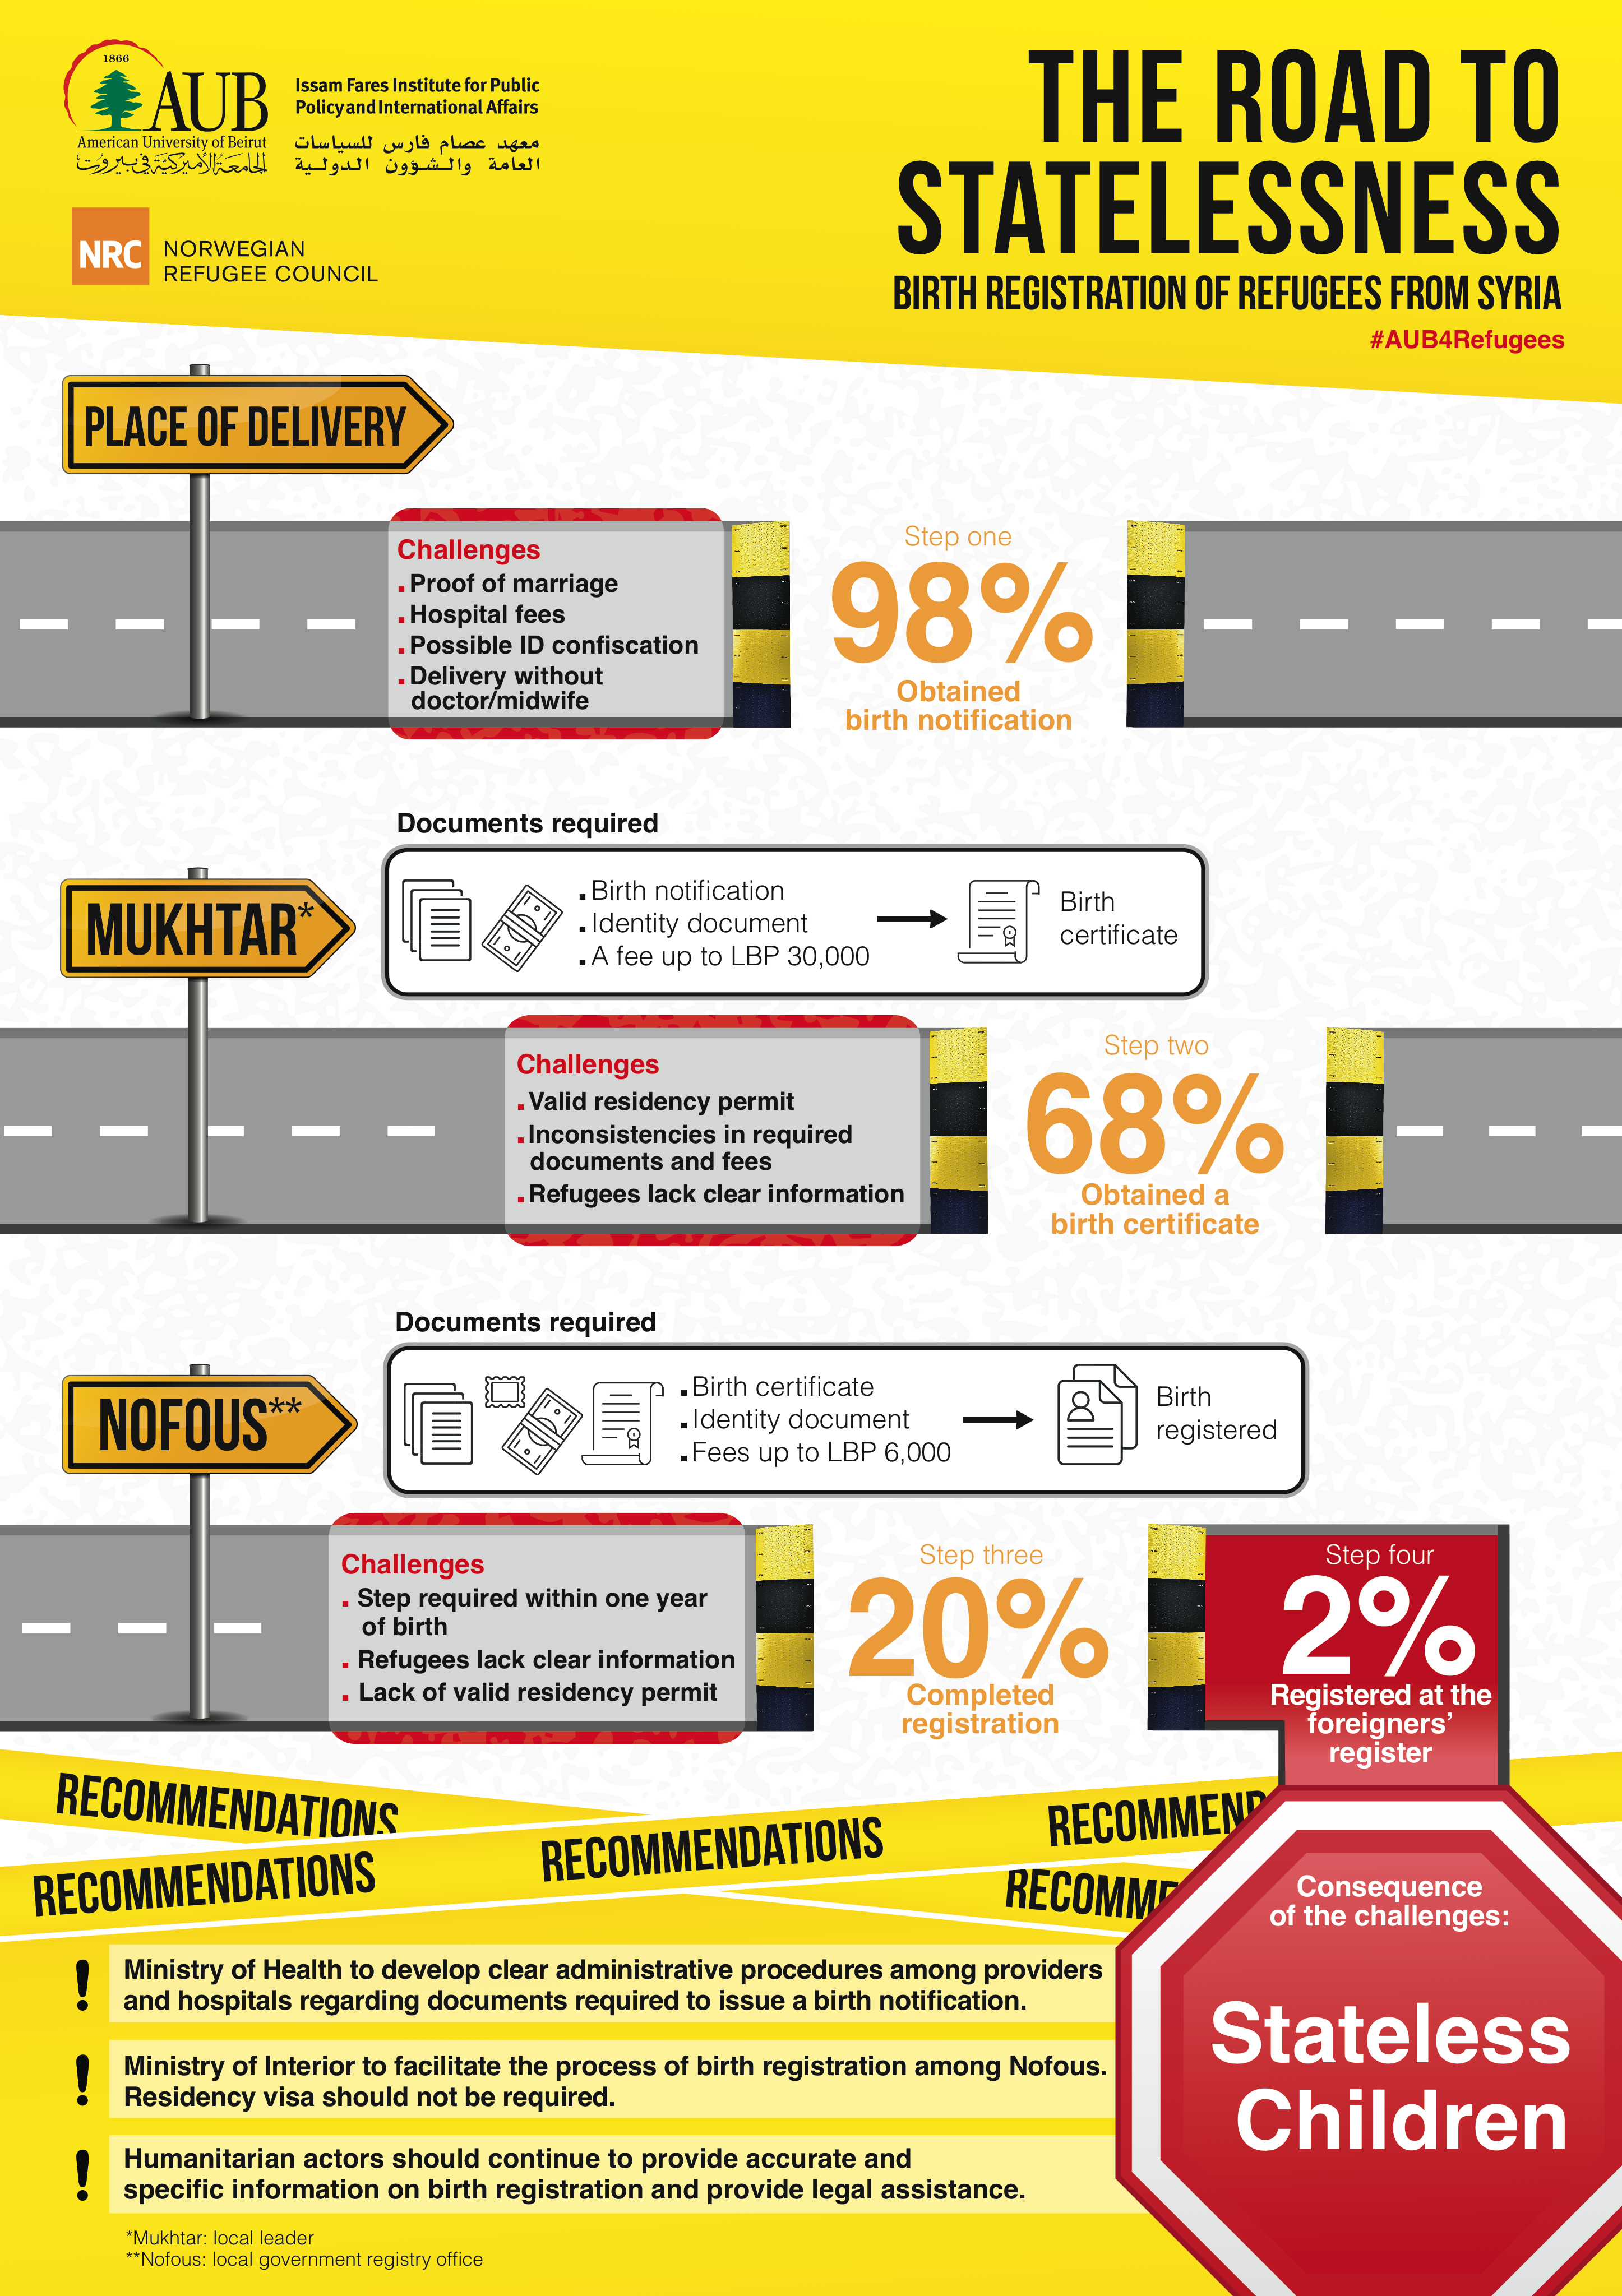 1866
AUB
American University of Beirut
الجامعة الأميركية في بيروت
Issam Fares Institute for Public
Policy and International Affairs
معهد عصام فارس للسياسات
العامة والشؤون الدولية
NRC
NORWEGIAN
REFUGEE COUNCIL
THE ROAD TO
STATELESSNESS
BIRTH REGISTRATION OF REFUGEES FROM SYRIA
#AUB4Refugees
PLACE OF DELIVERY
Challenges
. Proof of marriage
. Hospital fees
. Possible ID confiscation
. Delivery without
doctor/midwife
Step one
98%
Obtained
birth notification
MUKHTAR*
Documents required
. Birth notification
. Identity document
. A fee up to LBP 30,000
Birth
certificate
Challenges
. Valid residency permit
. Inconsistencies in required
documents and fees
. Refugees lack clear information
Step two
68%
Obtained a
birth certificate
NOFOUS**
Documents required
. Birth certificate
. Identity document
. Fees up to LBP 6,000
Birth
registered
Challenges
. Step required within one year
of birth
. Refugees lack clear information
. Lack of valid residency permit
Step three
20%
Completed
registration
Step four
2%
Registered at the
foreigners'
register
RECOMMENDATIONS
RECOMMENDATIONS
RECOMMENDATIONS
RECOMMEND
RECOMME
! Ministry of Health to develop clear administrative procedures among providers
and hospitals regarding documents required to issue a birth notification.
! Ministry of Interior to facilitate the process of birth registration among Nofous.
Residency visa should not be required.
! Humanitarian actors should continue to provide accurate and
specific information on birth registration and provide legal assistance.
*Mukhtar: local leader
**Nofous: local government registry office
Consequence
of the challenges:
Stateless
Children